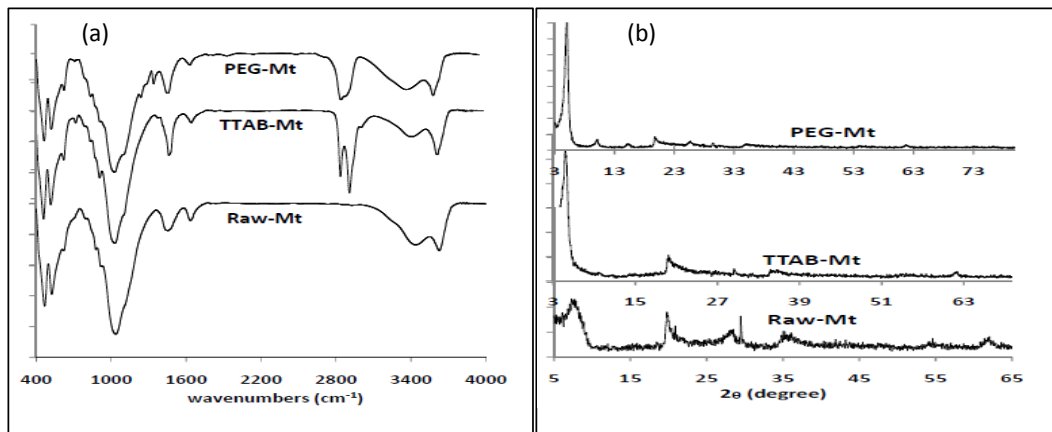 (a)
PEG-Mt
TTAB-Mt
Raw-Mt
400 1000 1600 2200 2800 3400 4000
wavenumbers (cm⁻¹)
(b)
PEG-Mt
3 13 23 33 43 53 63 73
TTAB-Mt
3 15 27 39 51 63
Raw-Mt
5 15 25 35 45 55 65
2θ (degree)